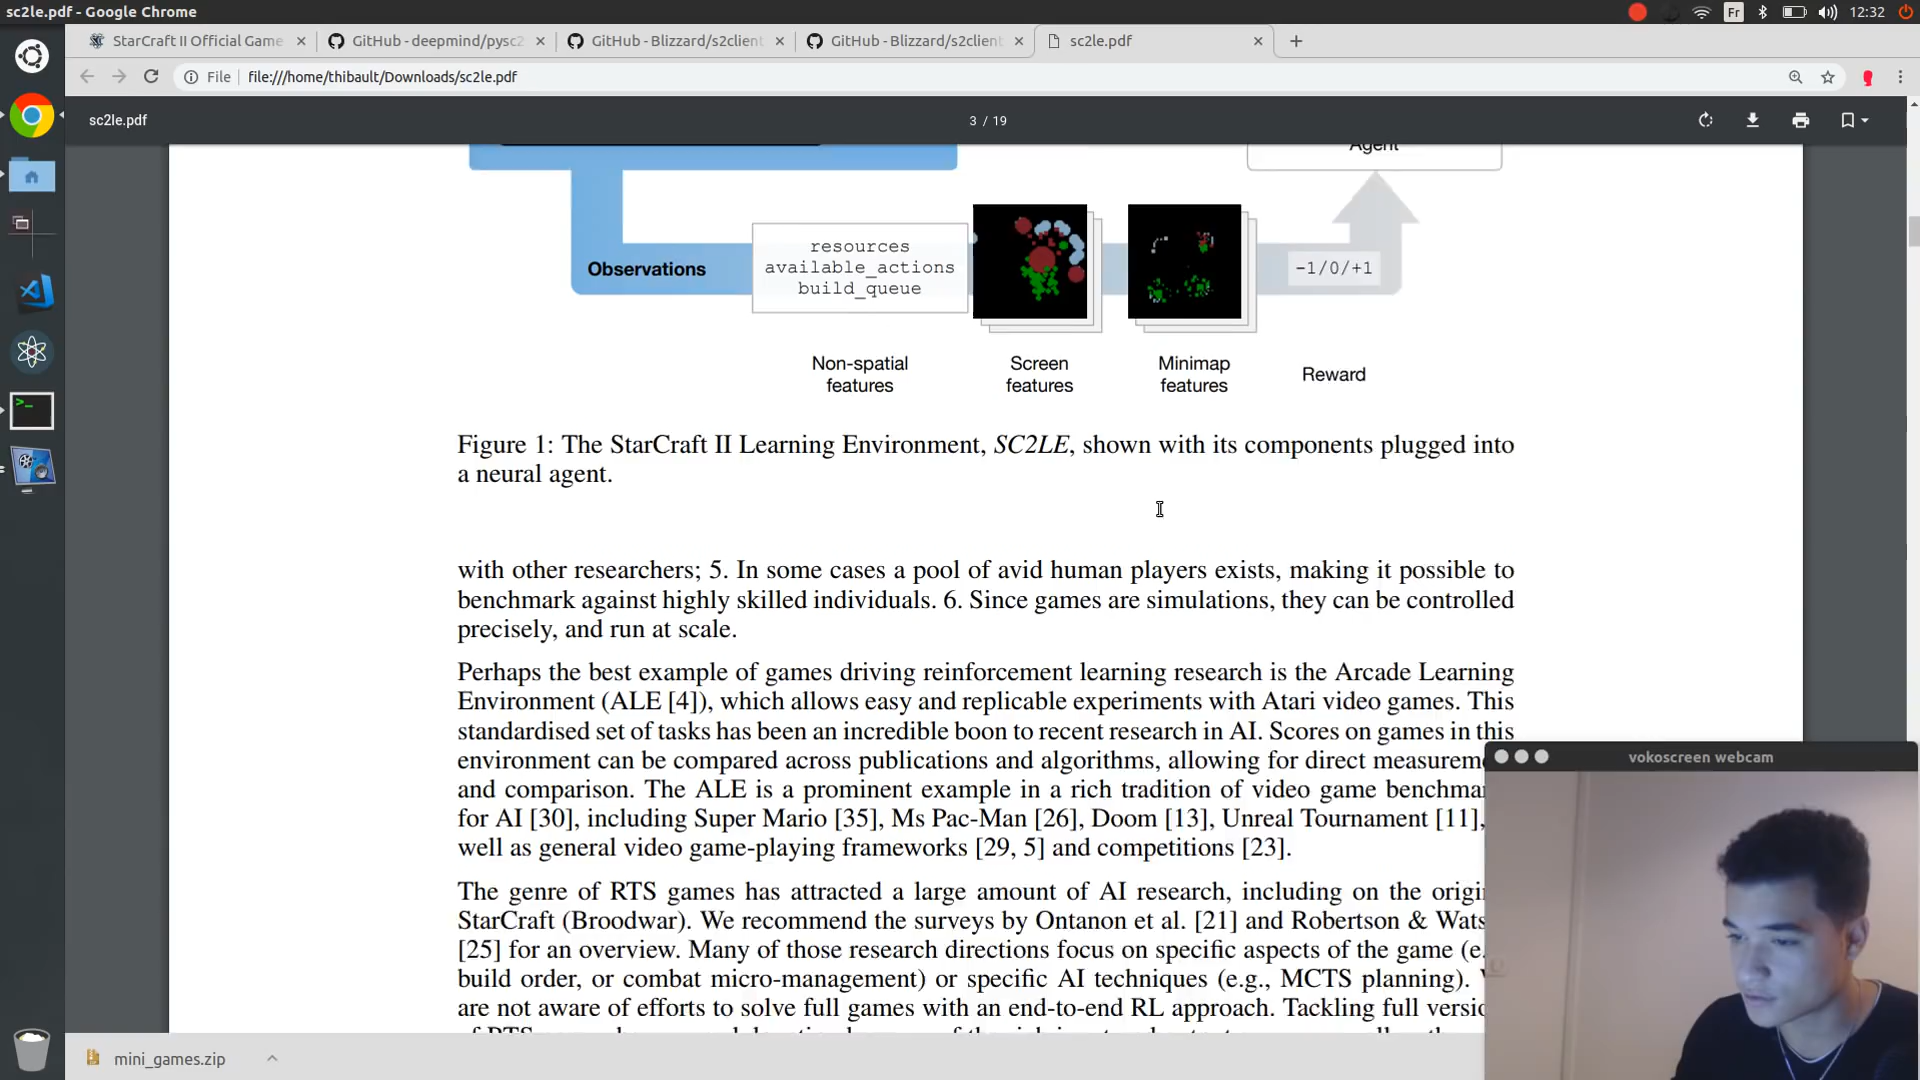 sc2le.pdf - Google Chrome
Fr
12:32
StarCraft II Official Game
GitHub - deepmind/pysc2
GitHub - Blizzard/s2client
GitHub - Blizzard/s2client
sc2le.pdf
File
file:///home/thibault/Downloads/sc2le.pdf
sc2le.pdf
3 / 19
Agent
Observations
resources
available_actions
build_queue
-1/0/+1
Non-spatial
features
Screen
features
Minimap
features
Reward
Figure 1: The StarCraft II Learning Environment, SC2LE, shown with its components plugged into
a neural agent.
with other researchers; 5. In some cases a pool of avid human players exists, making it possible to
benchmark against highly skilled individuals. 6. Since games are simulations, they can be controlled
precisely, and run at scale.
Perhaps the best example of games driving reinforcement learning research is the Arcade Learning
Environment (ALE [4]), which allows easy and replicable experiments with Atari video games. This
standardised set of tasks has been an incredible boon to recent research in AI. Scores on games in this
environment can be compared across publications and algorithms, allowing for direct measureme
and comparison. The ALE is a prominent example in a rich tradition of video game benchmar
for AI [30], including Super Mario [35], Ms Pac-Man [26], Doom [13], Unreal Tournament [11],
well as general video game-playing frameworks [29, 5] and competitions [23].
The genre of RTS games has attracted a large amount of AI research, including on the origi
StarCraft (Broodwar). We recommend the surveys by Ontanon et al. [21] and Robertson & Wats
[25] for an overview. Many of those research directions focus on specific aspects of the game (e.
build order, or combat micro-management) or specific AI techniques (e.g., MCTS planning).
are not aware of efforts to solve full games with an end-to-end RL approach. Tackling full versio
vokoscreen webcam
mini_games.zip